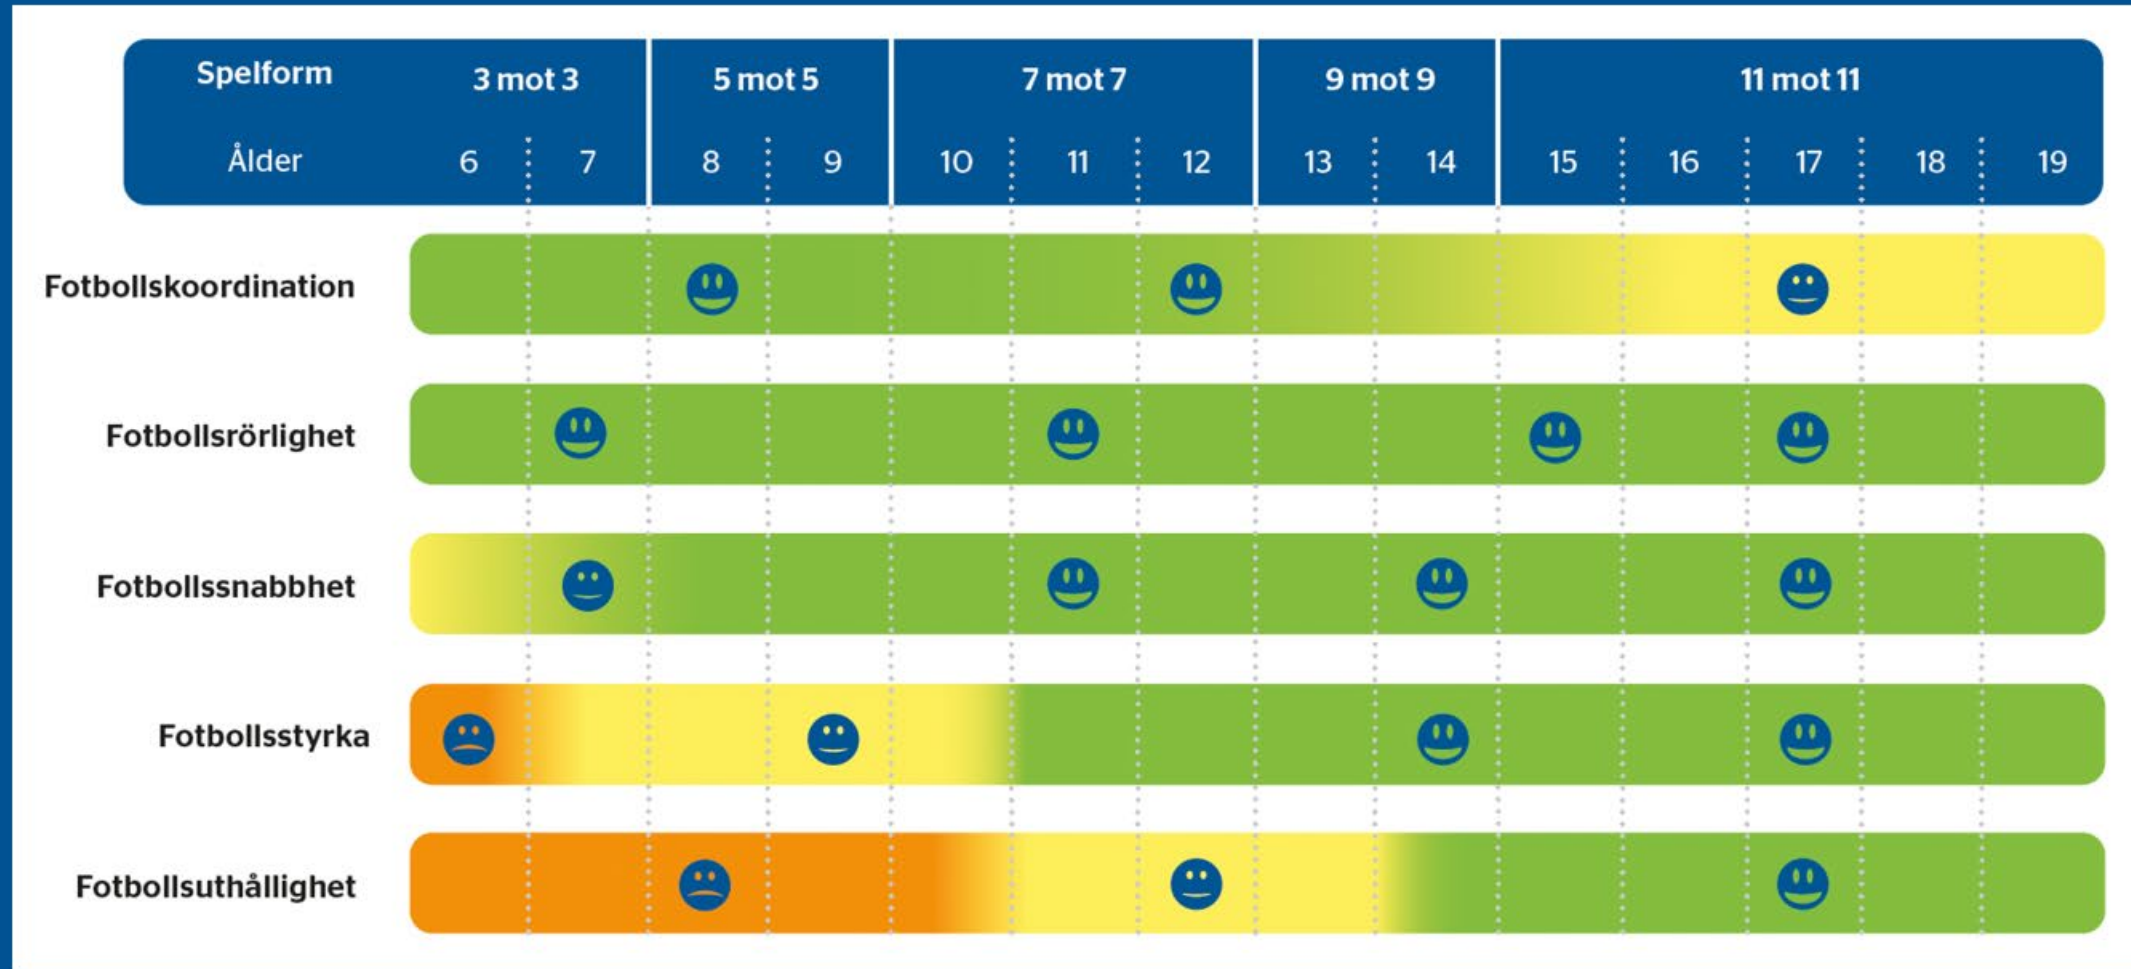 Spelform 3 mot 3 5 mot 5 7 mot 7 9 mot 9 11 mot 11
Ålder 6 7 8 9 10 11 12 13 14 15 16 17 18 19
Fotbollskoordination
Fotbollsrörlighet
Fotbollssnabbhet
Fotbollsstyrka
Fotbollsuthållighet